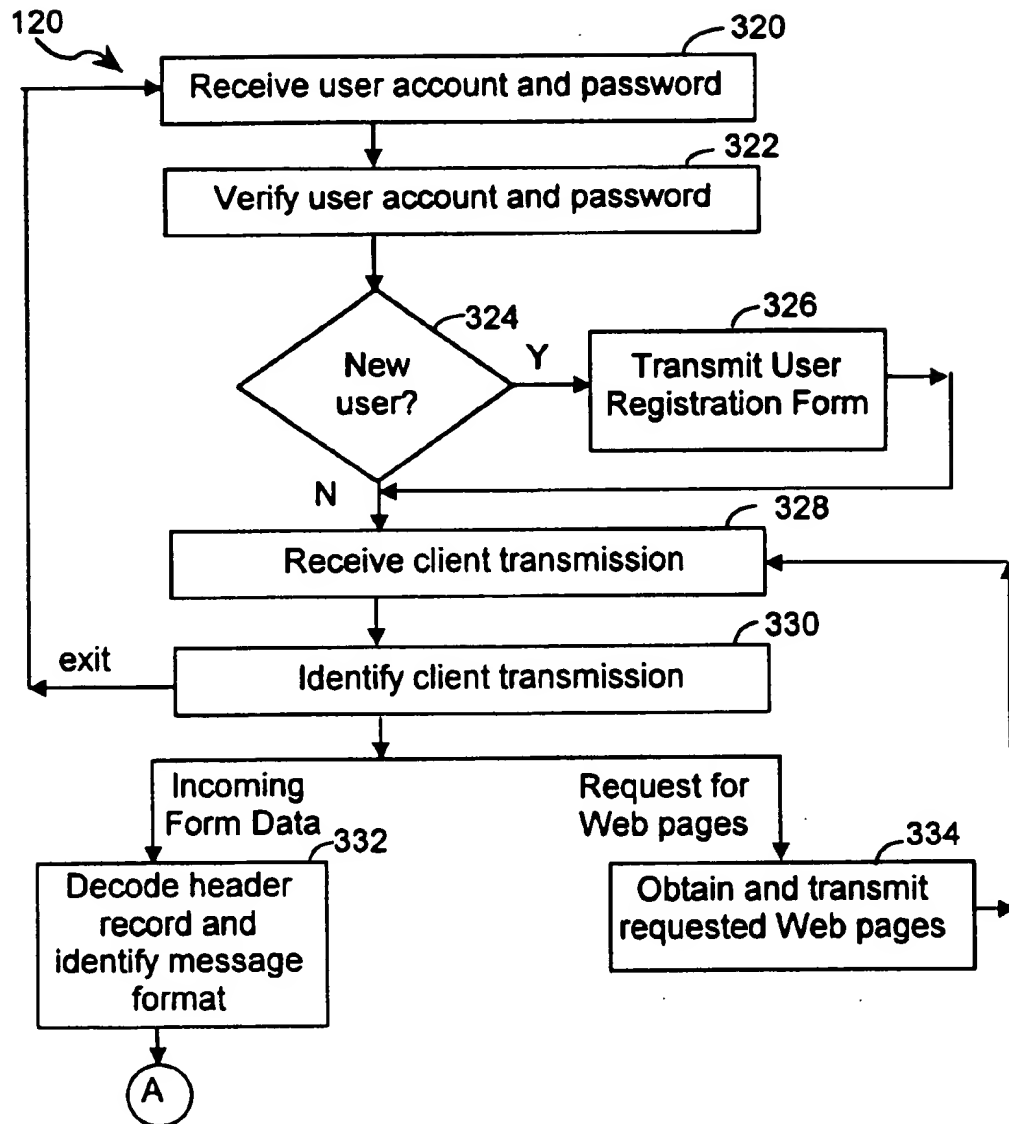 120
320
Receive user account and password
322
Verify user account and password
324
New
user?
Y
326
Transmit User
Registration Form
N
328
Receive client transmission
330
exit
Identify client transmission
Incoming
Form Data
Request for
Web pages
332
Decode header
record and
identify message
format
334
Obtain and transmit
requested Web pages
A